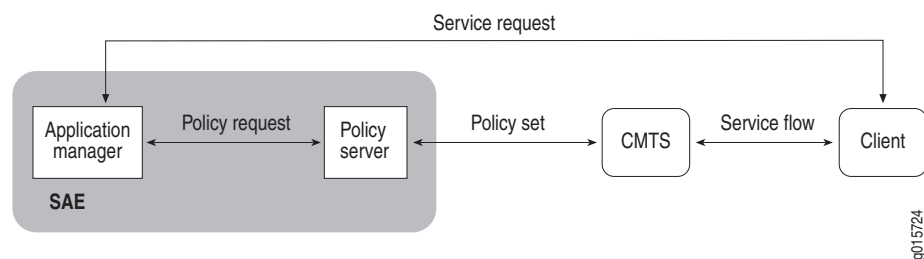 Service request
Application
manager
Policy request
Policy
server
Policy set
CMTS
Service flow
Client
SAE
g015724